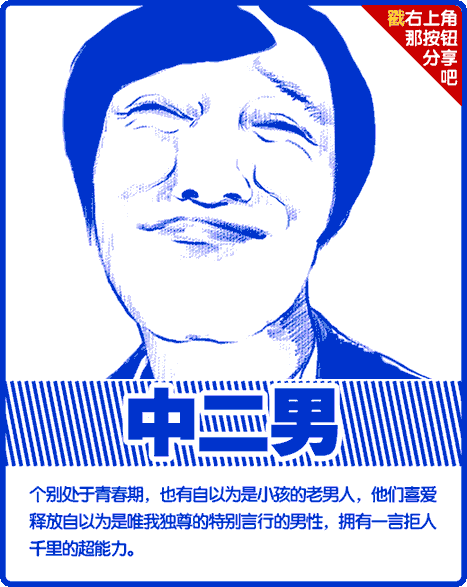 戳右上角
那按钮
分享
吧
中二男
个别处于青春期，也有自以为是小孩的老男人，他们喜爱
释放自以为是唯我独尊的特别言行的男性，拥有一言拒人
千里的超能力。